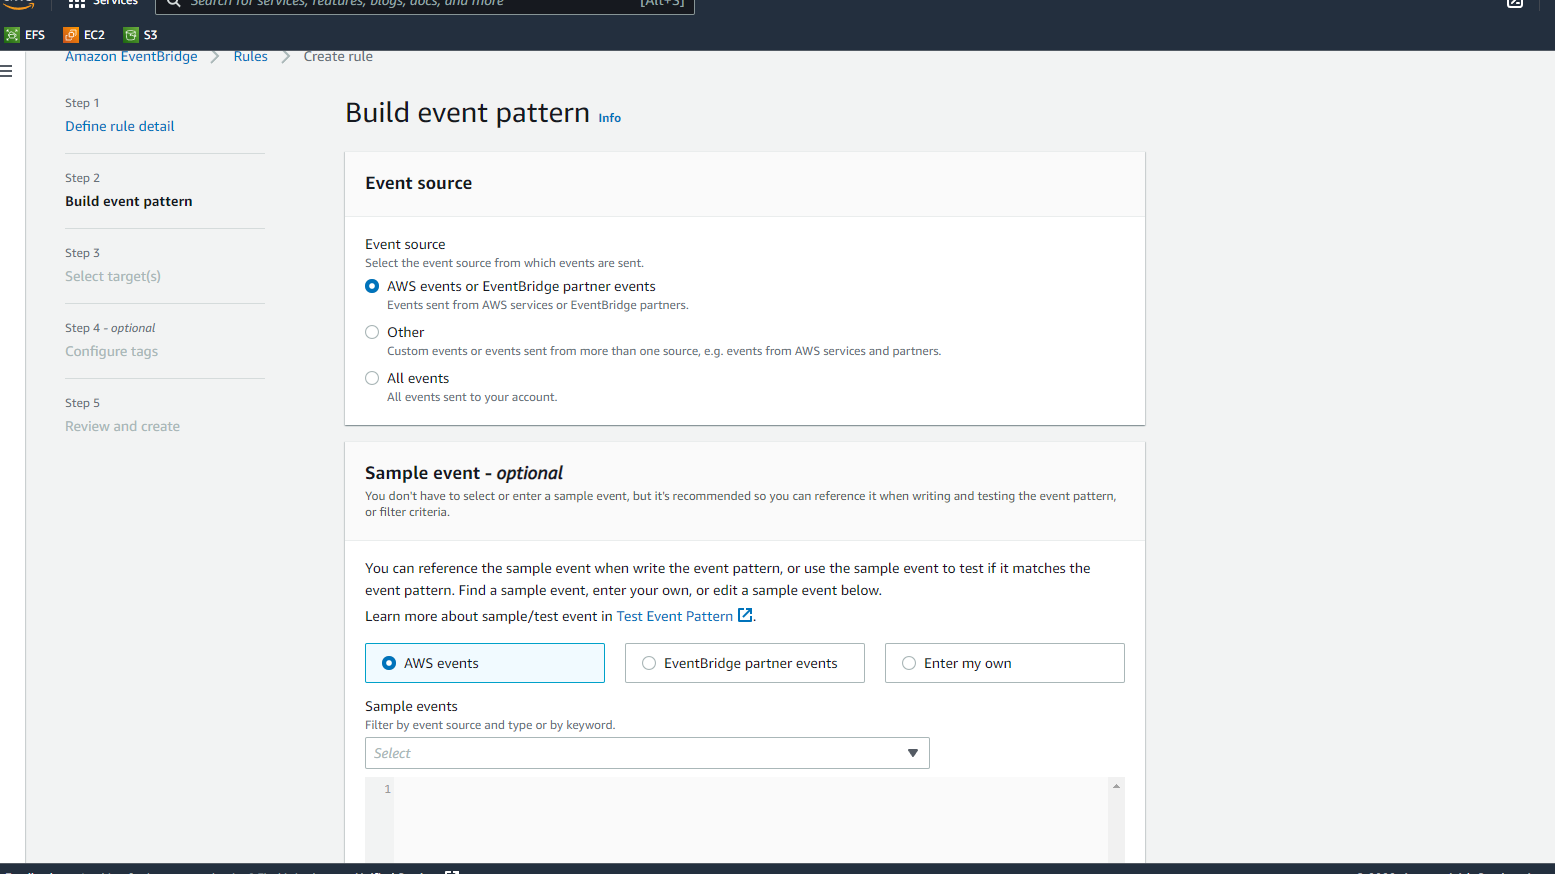 Services
Search for services, features, blogs, docs, and more
[Alt+S]
EFS
EC2
S3
Amazon EventBridge
Rules
Create rule
Step 1
Define rule detail
Step 2
Build event pattern
Step 3
Select target(s)
Step 4 - optional
Configure tags
Step 5
Review and create
Build event pattern Info
Event source
Event source
Select the event source from which events are sent.
AWS events or EventBridge partner events
Events sent from AWS services or EventBridge partners.
Other
Custom events or events sent from more than one source, e.g. events from AWS services and partners.
All events
All events sent to your account.
Sample event - optional
You don't have to select or enter a sample event, but it's recommended so you can reference it when writing and testing the event pattern,
or filter criteria.
You can reference the sample event when write the event pattern, or use the sample event to test if it matches the
event pattern. Find a sample event, enter your own, or edit a sample event below.
Learn more about sample/test event in Test Event Pattern.
AWS events
EventBridge partner events
Enter my own
Sample events
Filter by event source and type or by keyword.
Select
1